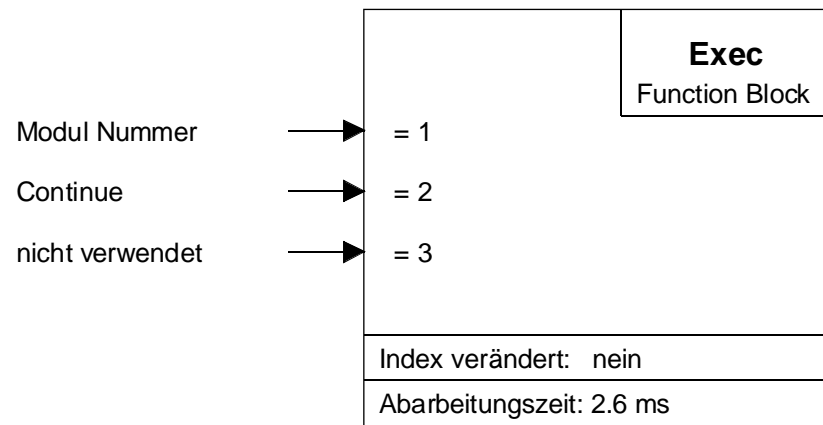 Exec
Function Block
Modul Nummer = 1
Continue = 2
nicht verwendet = 3
Index verändert: nein
Abarbeitungszeit: 2.6 ms